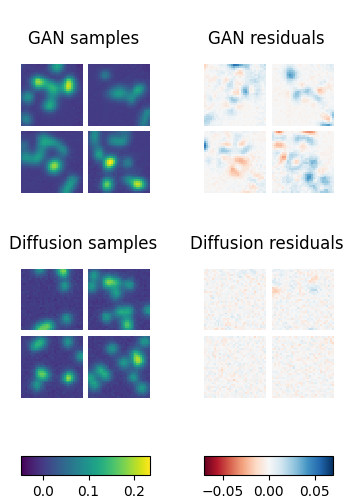 GAN samples
GAN residuals
Diffusion samples
Diffusion residuals
0.0 0.1 0.2
−0.05 0.00 0.05